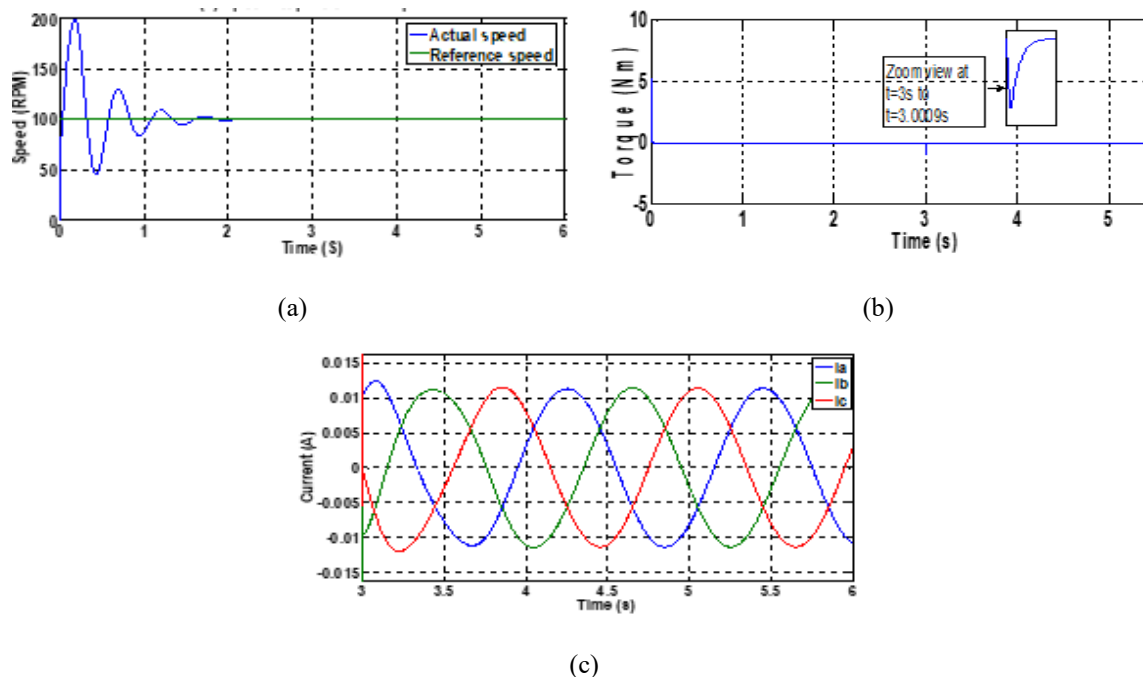 200
150
100
50
0
Speed (RPM)
Actual speed
Reference speed
0 1 2 3 4 5 6
Time (S)
(a)
10
5
0
-5
Torque (Nm)
Zoom view at
t=3s to
t=3.0009s
0 1 2 3 4 5
Time (s)
(b)
0.015
0.01
0.005
0
-0.005
-0.01
-0.015
Current (A)
Ia
Ib
Ic
3 3.5 4 4.5 5 5.5 6
Time (s)
(c)